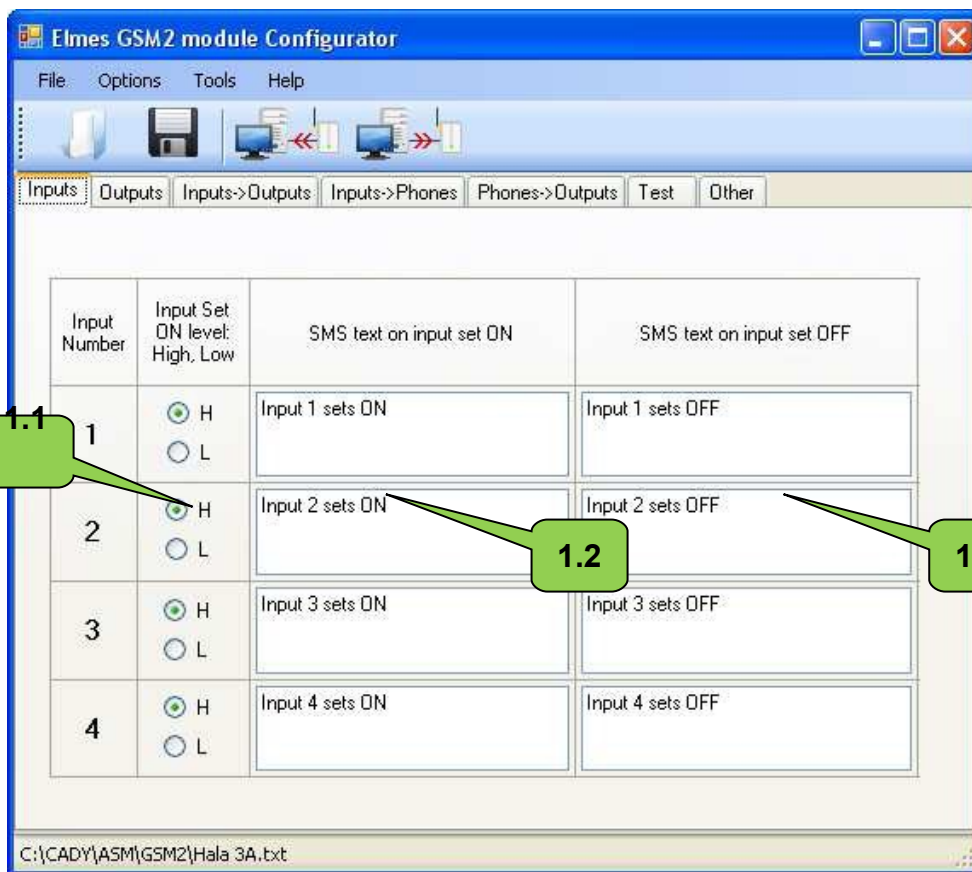 Elmes GSM2 module Configurator
File Options Tools Help
Inputs Outputs Inputs->Outputs Inputs->Phones Phones->Outputs Test Other
Input Number
Input Set ON level: High, Low
SMS text on input set ON
SMS text on input set OFF
1.1
1
H
L
Input 1 sets ON
Input 1 sets OFF
2
H
L
Input 2 sets ON
Input 2 sets OFF
1.2
1
3
H
L
Input 3 sets ON
Input 3 sets OFF
4
H
L
Input 4 sets ON
Input 4 sets OFF
C:\CADY\ASM\GSM2\Hala 3A.txt